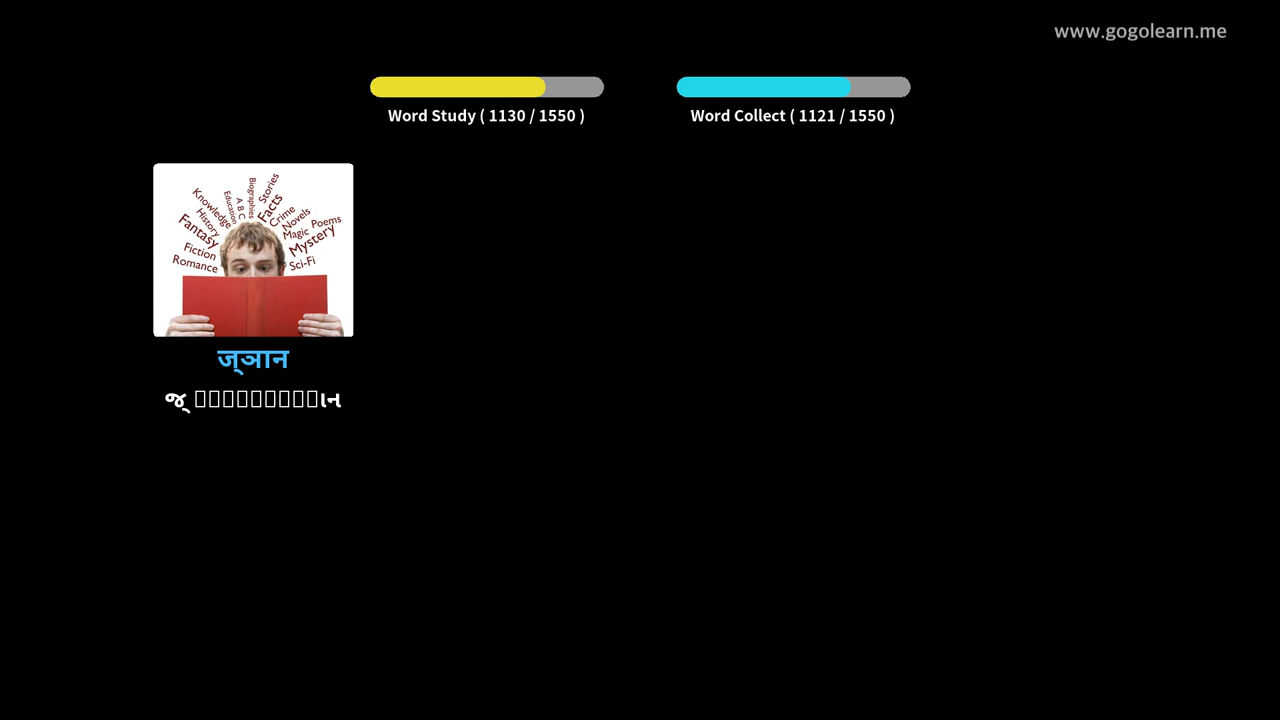 www.gogolearn.me
Word Study ( 1130 / 1550 )
Word Collect ( 1121 / 1550 )
Biographies
Stories
Knowledge
Education
A B C
Facts
History
Crime
Novels
Fantasy
Magic
Poems
Mystery
Fiction
Romance
Sci-Fi
ज्ञान